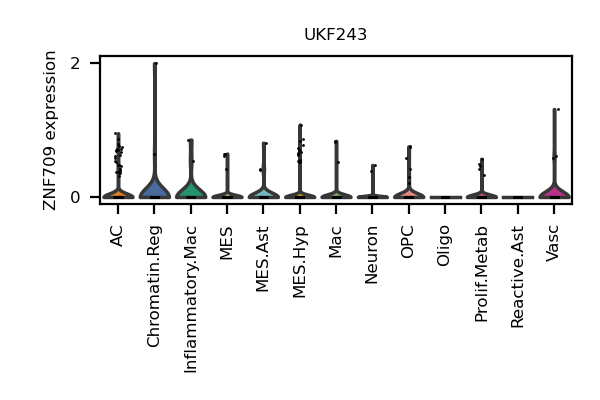 UKF243
ZNF709 expression
2
0
AC
Chromatin.Reg
Inflammatory.Mac
MES
MES.Ast
MES.Hyp
Mac
Neuron
OPC
Oligo
Prolif.Metab
Reactive.Ast
Vasc